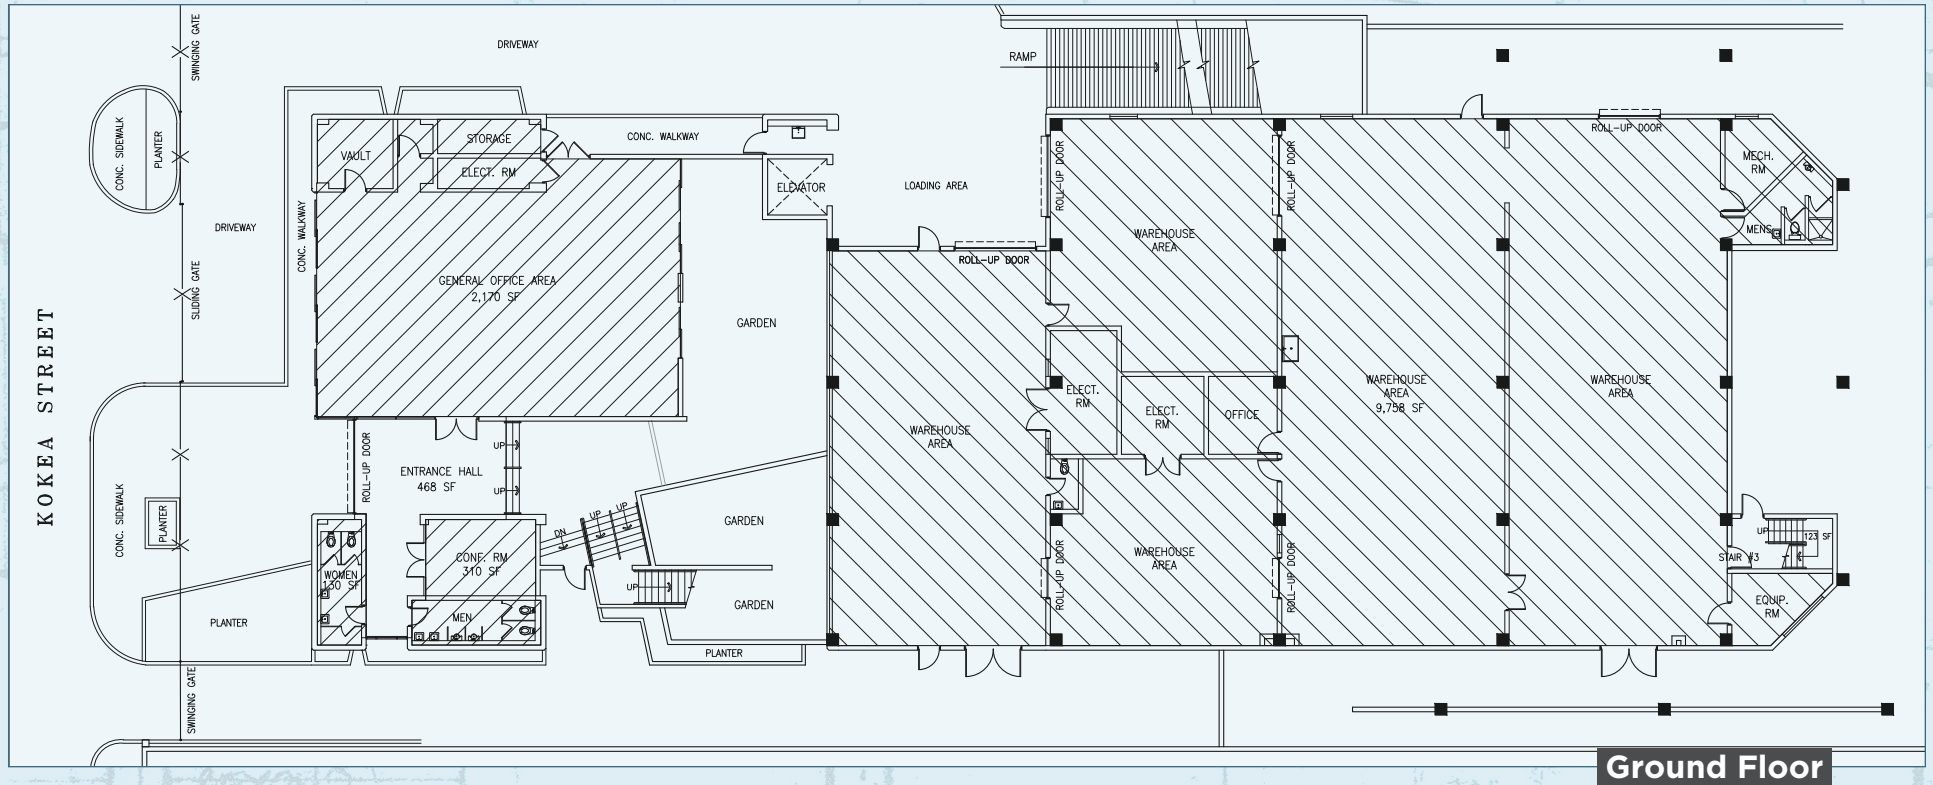 SWINGING GATE
DRIVEWAY
RAMP
CONC. SIDEWALK
PLANTER
VAULT
STORAGE
ELECT. RM
CONC. WALKWAY
ELEVATOR
LOADING AREA
ROLL-UP DOOR
ROLL-UP DOOR
ROLL-UP DOOR
MECH.
RM
MENS
DRIVEWAY
CONC. WALKWAY
SLIDING GATE
WAREHOUSE
AREA
ROLL-UP DOOR
GENERAL OFFICE AREA
2,170 SF
GARDEN
KOKEA STREET
ELECT.
RM
ELECT.
RM
OFFICE
WAREHOUSE
AREA
9,758 SF
WAREHOUSE
AREA
WAREHOUSE
AREA
ROLL-UP DOOR
ENTRANCE HALL
468 SF
UP
UP
CONC. SIDEWALK
PLANTER
GARDEN
DN
UP
UP
CONF. RM
310 SF
WOMEN
130 SF
UP
GARDEN
MEN
PLANTER
PLANTER
ROLL-UP DOOR
WAREHOUSE
AREA
ROLL-UP DOOR
UP
123 SF
STAIR #3
EQUIP.
RM
SWINGING GATE
Ground Floor